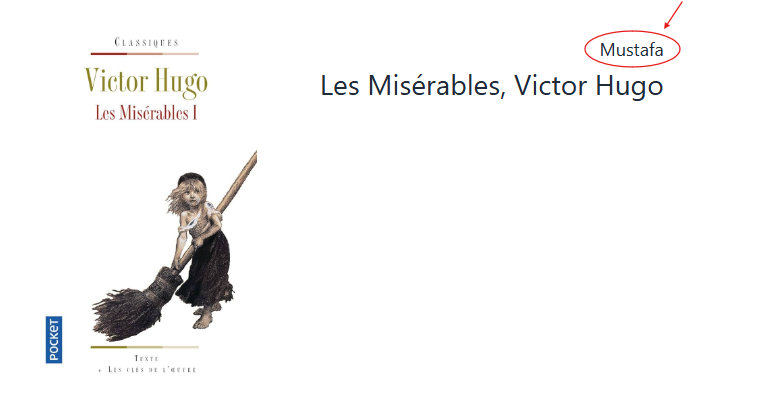 CLASSIQUES
Victor Hugo
Les Misérables I
POCKET
TEXTE
+ LES CLÉS DE L'ŒUVRE
Mustafa
Les Misérables, Victor Hugo